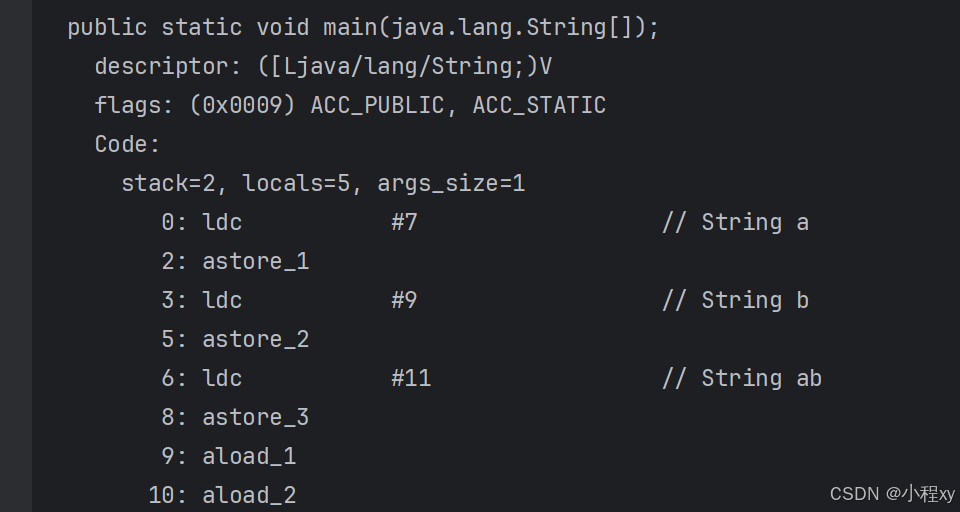 public static void main(java.lang.String[]);
descriptor: ([Ljava/lang/String;)V
flags: (0x0009) ACC_PUBLIC, ACC_STATIC
Code:
stack=2, locals=5, args_size=1
0: ldc #7 // String a
2: astore_1
3: ldc #9 // String b
5: astore_2
6: ldc #11 // String ab
8: astore_3
9: aload_1
10: aload_2
CSDN @小程xy